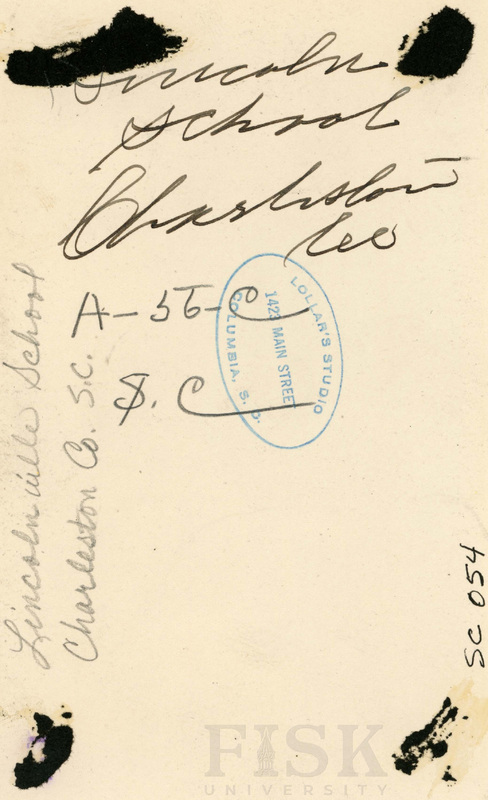 Lincoln
School
Charleston
Co
A-56-C
S. C
LOLLAR'S STUDIO
1423 MAIN STREET
COLUMBIA, S. C.
Lincolnville School
Charleston Co. S.C.
SC 054
FISK
UNIVERSITY